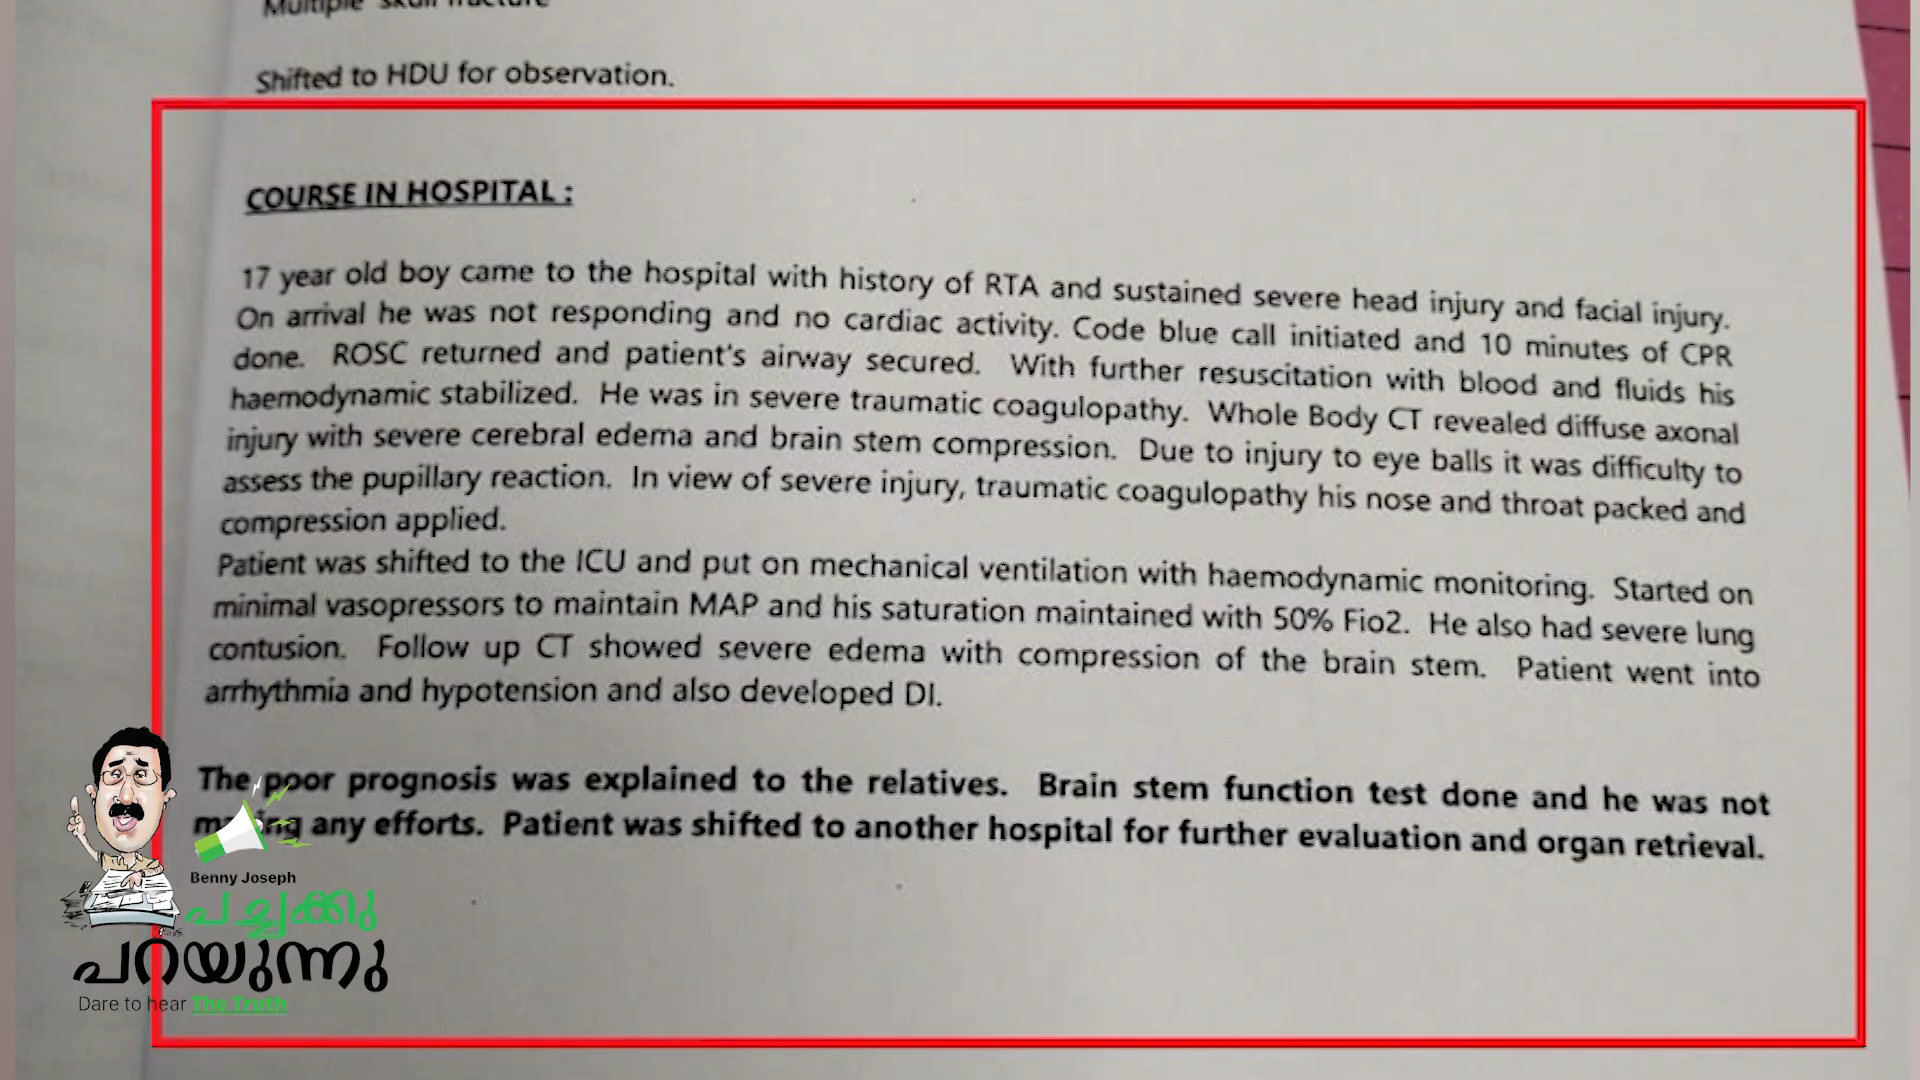 Multiple skull fracture
Shifted to HDU for observation.
COURSE IN HOSPITAL :
17 year old boy came to the hospital with history of RTA and sustained severe head injury and facial injury.
On arrival he was not responding and no cardiac activity. Code blue call initiated and 10 minutes of CPR
done. ROSC returned and patient's airway secured. With further resuscitation with blood and fluids his
haemodynamic stabilized. He was in severe traumatic coagulopathy. Whole Body CT revealed diffuse axonal
injury with severe cerebral edema and brain stem compression. Due to injury to eye balls it was difficulty to
assess the pupillary reaction. In view of severe injury, traumatic coagulopathy his nose and throat packed and
compression applied.
Patient was shifted to the ICU and put on mechanical ventilation with haemodynamic monitoring. Started on
minimal vasopressors to maintain MAP and his saturation maintained with 50% Fio2. He also had severe lung
contusion. Follow up CT showed severe edema with compression of the brain stem. Patient went into
arrhythmia and hypotension and also developed DI.
The poor prognosis was explained to the relatives. Brain stem function test done and he was not
making any efforts. Patient was shifted to another hospital for further evaluation and organ retrieval.
Benny Joseph
പച്ചക്കു
പറയുന്നു
Dare to hear The Truth